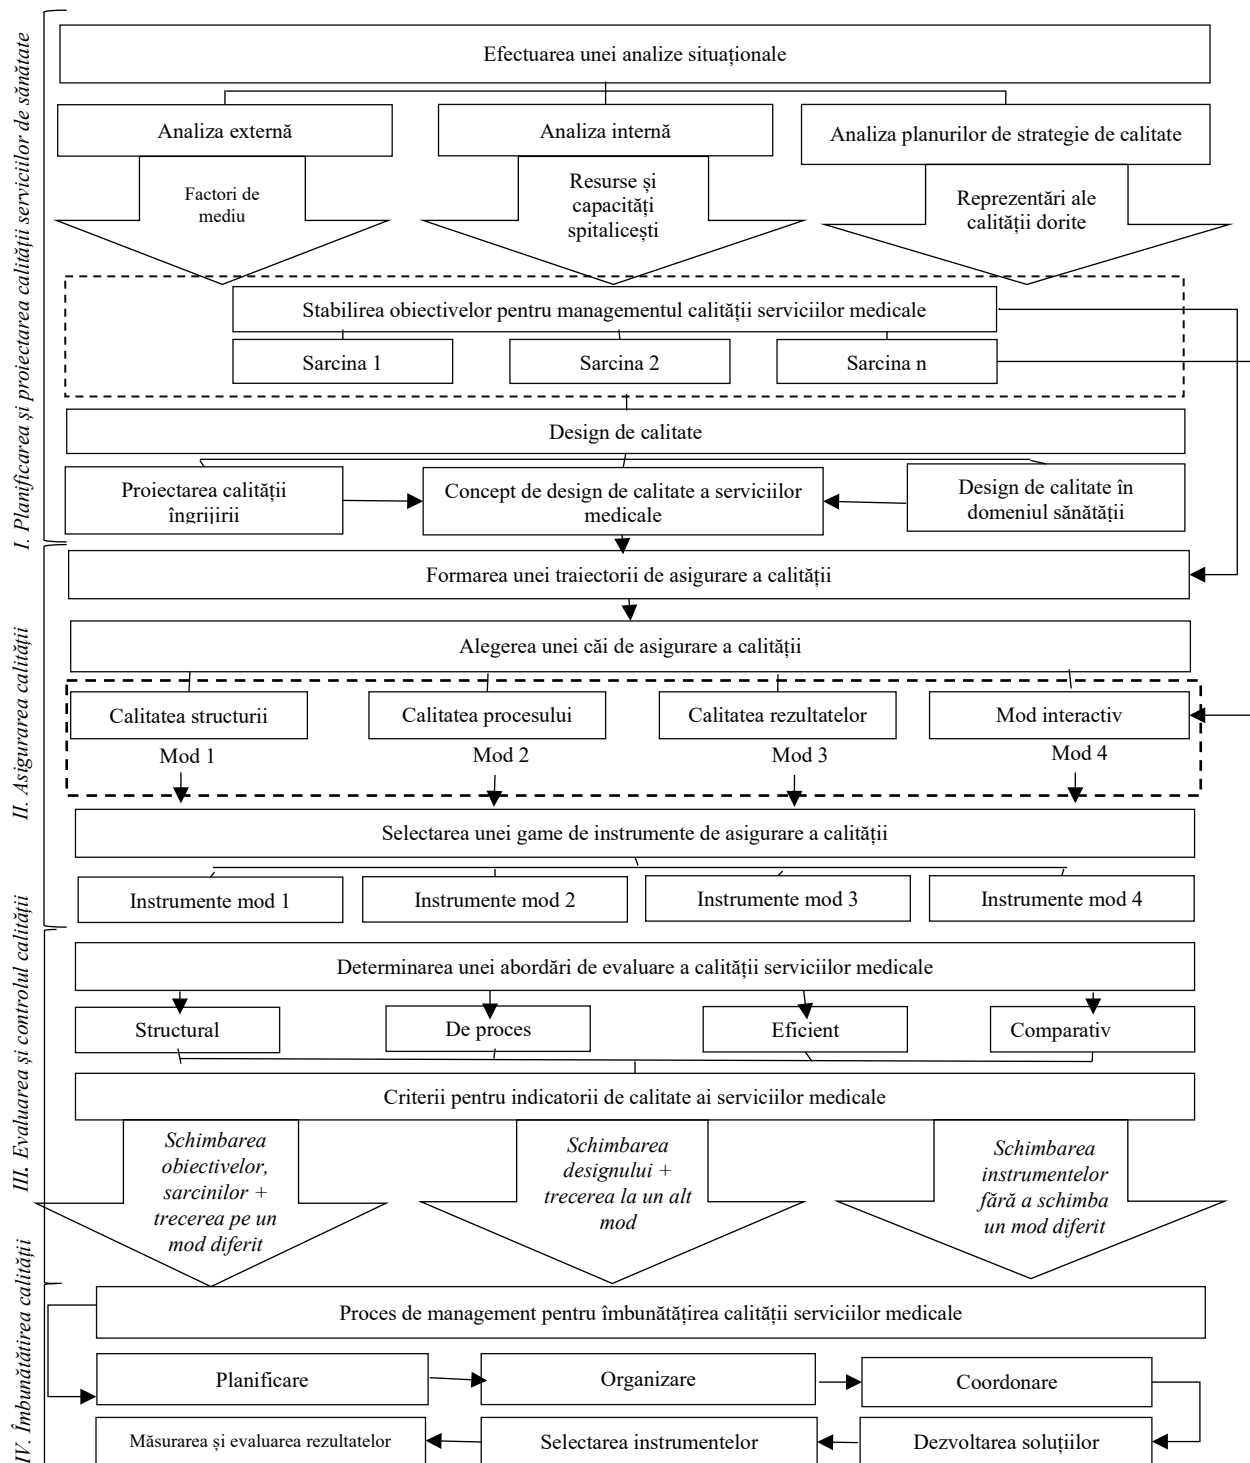 I. Planificarea și proiectarea calității serviciilor de sănătate
Efectuarea unei analize situaționale
Analiza externă
Analiza internă
Analiza planurilor de strategie de calitate
Factori de
mediu
Resurse și
capacități
spitalicești
Reprezentări ale
calității dorite
Stabilirea obiectivelor pentru managementul calității serviciilor medicale
Sarcina 1
Sarcina 2
Sarcina n
Design de calitate
Proiectarea calității
îngrijirii
Concept de design de calitate a serviciilor
medicale
Design de calitate în
domeniul sănătății
II. Asigurarea calității
Formarea unei traiectorii de asigurare a calității
Alegerea unei căi de asigurare a calității
Calitatea structurii
Calitatea procesului
Calitatea rezultatelor
Mod interactiv
Mod 1
Mod 2
Mod 3
Mod 4
Selectarea unei game de instrumente de asigurare a calității
Instrumente mod 1
Instrumente mod 2
Instrumente mod 3
Instrumente mod 4
III. Evaluarea și controlul calității
Determinarea unei abordări de evaluare a calității serviciilor medicale
Structural
De proces
Eficient
Comparativ
Criterii pentru indicatorii de calitate ai serviciilor medicale
Schimbarea
obiectivelor,
sarcinilor +
trecerea pe un
mod diferit
Schimbarea
designului +
trecerea la un alt
mod
Schimbarea
instrumentelor
fără a schimba
un mod diferit
IV. Îmbunătățirea calității
Proces de management pentru îmbunătățirea calității serviciilor medicale
Planificare
Organizare
Coordonare
Măsurarea și evaluarea rezultatelor
Selectarea instrumentelor
Dezvoltarea soluțiilor